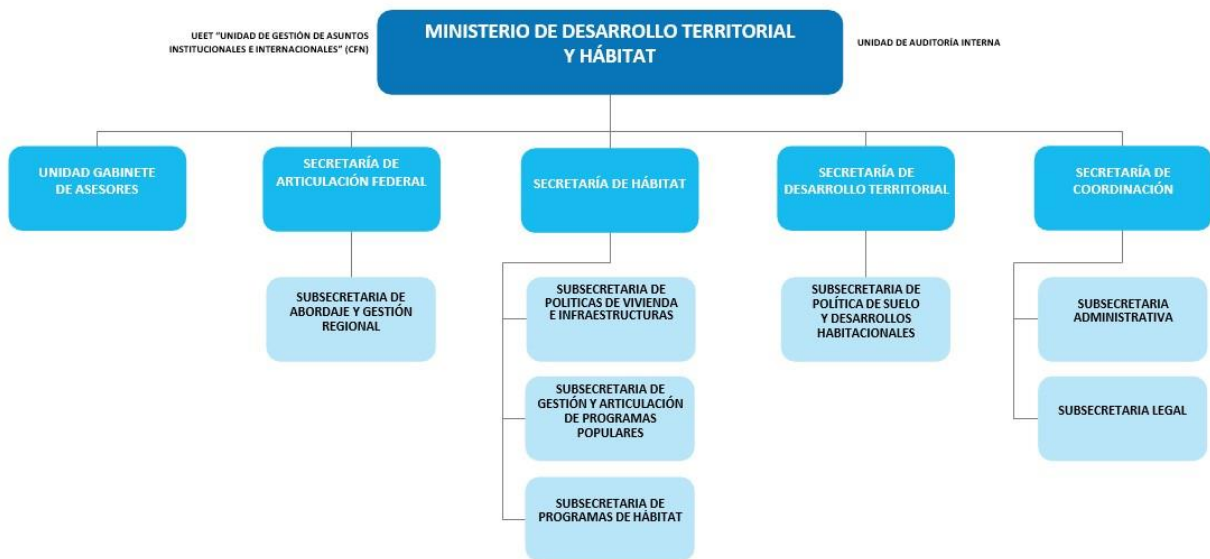 UEET "UNIDAD DE GESTIÓN DE ASUNTOS
INSTITUCIONALES E INTERNACIONALES" (CFN)
MINISTERIO DE DESARROLLO TERRITORIAL
Y HÁBITAT
UNIDAD DE AUDITORÍA INTERNA
UNIDAD GABINETE
DE ASESORES
SECRETARÍA DE
ARTICULACIÓN FEDERAL
SECRETARÍA DE HÁBITAT
SECRETARÍA DE
DESARROLLO TERRITORIAL
SECRETARÍA DE
COORDINACIÓN
SUBSECRETARIA DE
ABORDAJE Y GESTIÓN
REGIONAL
SUBSECRETARIA DE
POLITICAS DE VIVIENDA
E INFRAESTRUCTURAS
SUBSECRETARIA DE
POLÍTICA DE SUELO
Y DESARROLLOS
HABITACIONALES
SUBSECRETARIA
ADMINISTRATIVA
SUBSECRETARIA DE
GESTIÓN Y ARTICULACIÓN
DE PROGRAMAS
POPULARES
SUBSECRETARIA LEGAL
SUBSECRETARIA DE
PROGRAMAS DE HÁBITAT